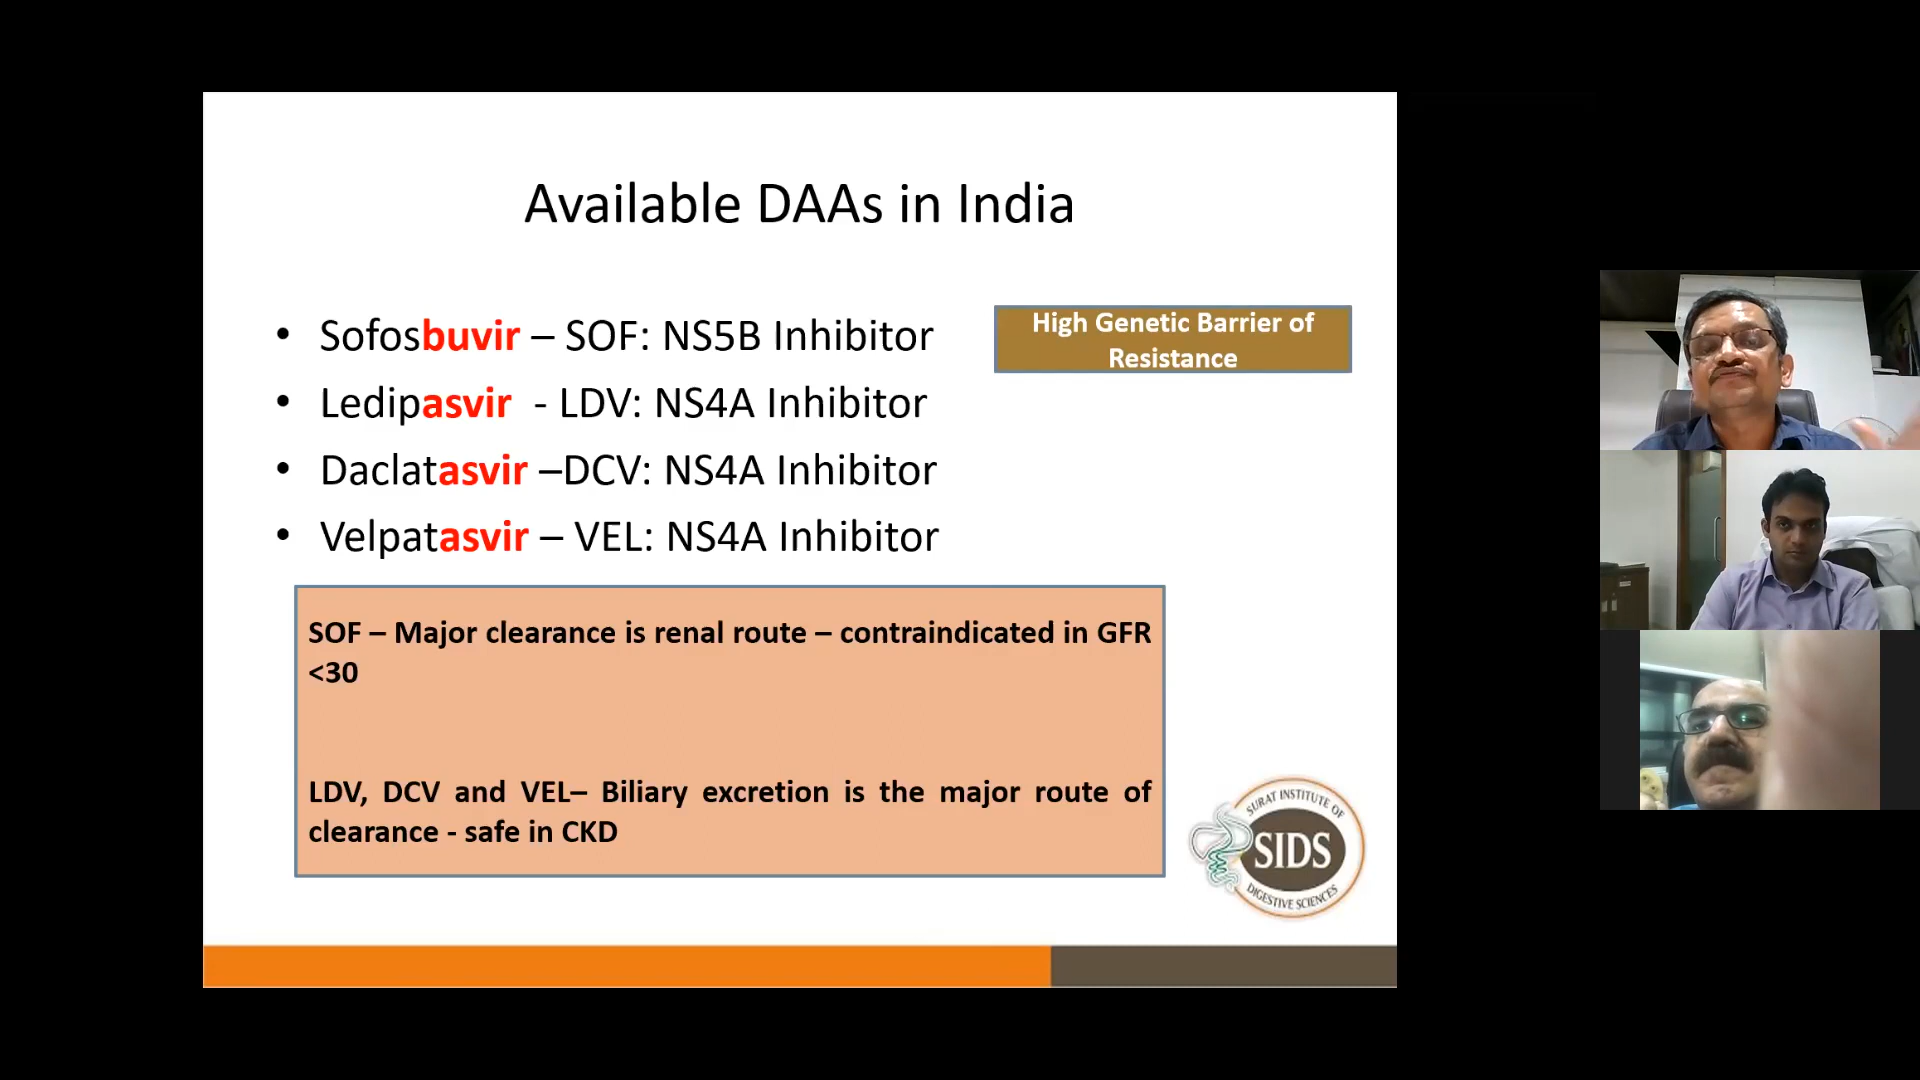 Available DAAs in India
• Sofosbuvir – SOF: NS5B Inhibitor
High Genetic Barrier of
Resistance
• Ledipasvir - LDV: NS4A Inhibitor
• Daclatasvir –DCV: NS4A Inhibitor
• Velpatasvir – VEL: NS4A Inhibitor
SOF – Major clearance is renal route – contraindicated in GFR
<30
LDV, DCV and VEL– Biliary excretion is the major route of
clearance - safe in CKD
SURAT INSTITUTE OF
SIDS
DIGESTIVE SCIENCES